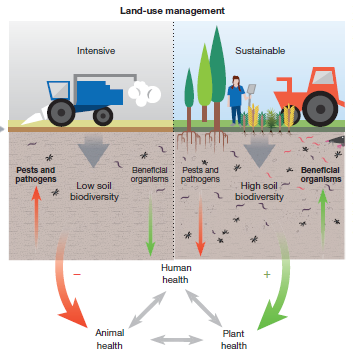 Land-use management
Intensive
Sustainable
Pests and
pathogens
Low soil
biodiversity
Beneficial
organisms
Pests and
pathogens
High soil
biodiversity
Beneficial
organisms
−
+
Human
health
Animal
health
Plant
health